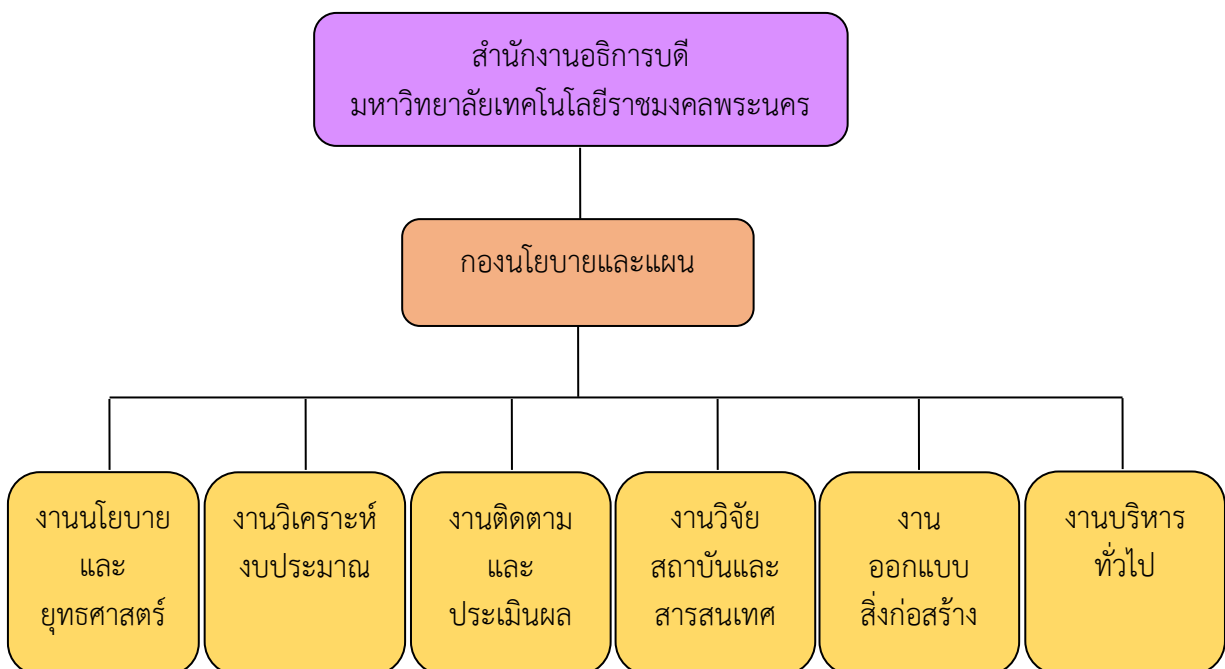 สำนักงานอธิการบดี
มหาวิทยาลัยเทคโนโลยีราชมงคลพระนคร
กองนโยบายและแผน
งานนโยบาย
และ
ยุทธศาสตร์
งานวิเคราะห์
งบประมาณ
งานติดตาม
และ
ประเมินผล
งานวิจัย
สถาบันและ
สารสนเทศ
งาน
ออกแบบ
สิ่งก่อสร้าง
งานบริหาร
ทั่วไป